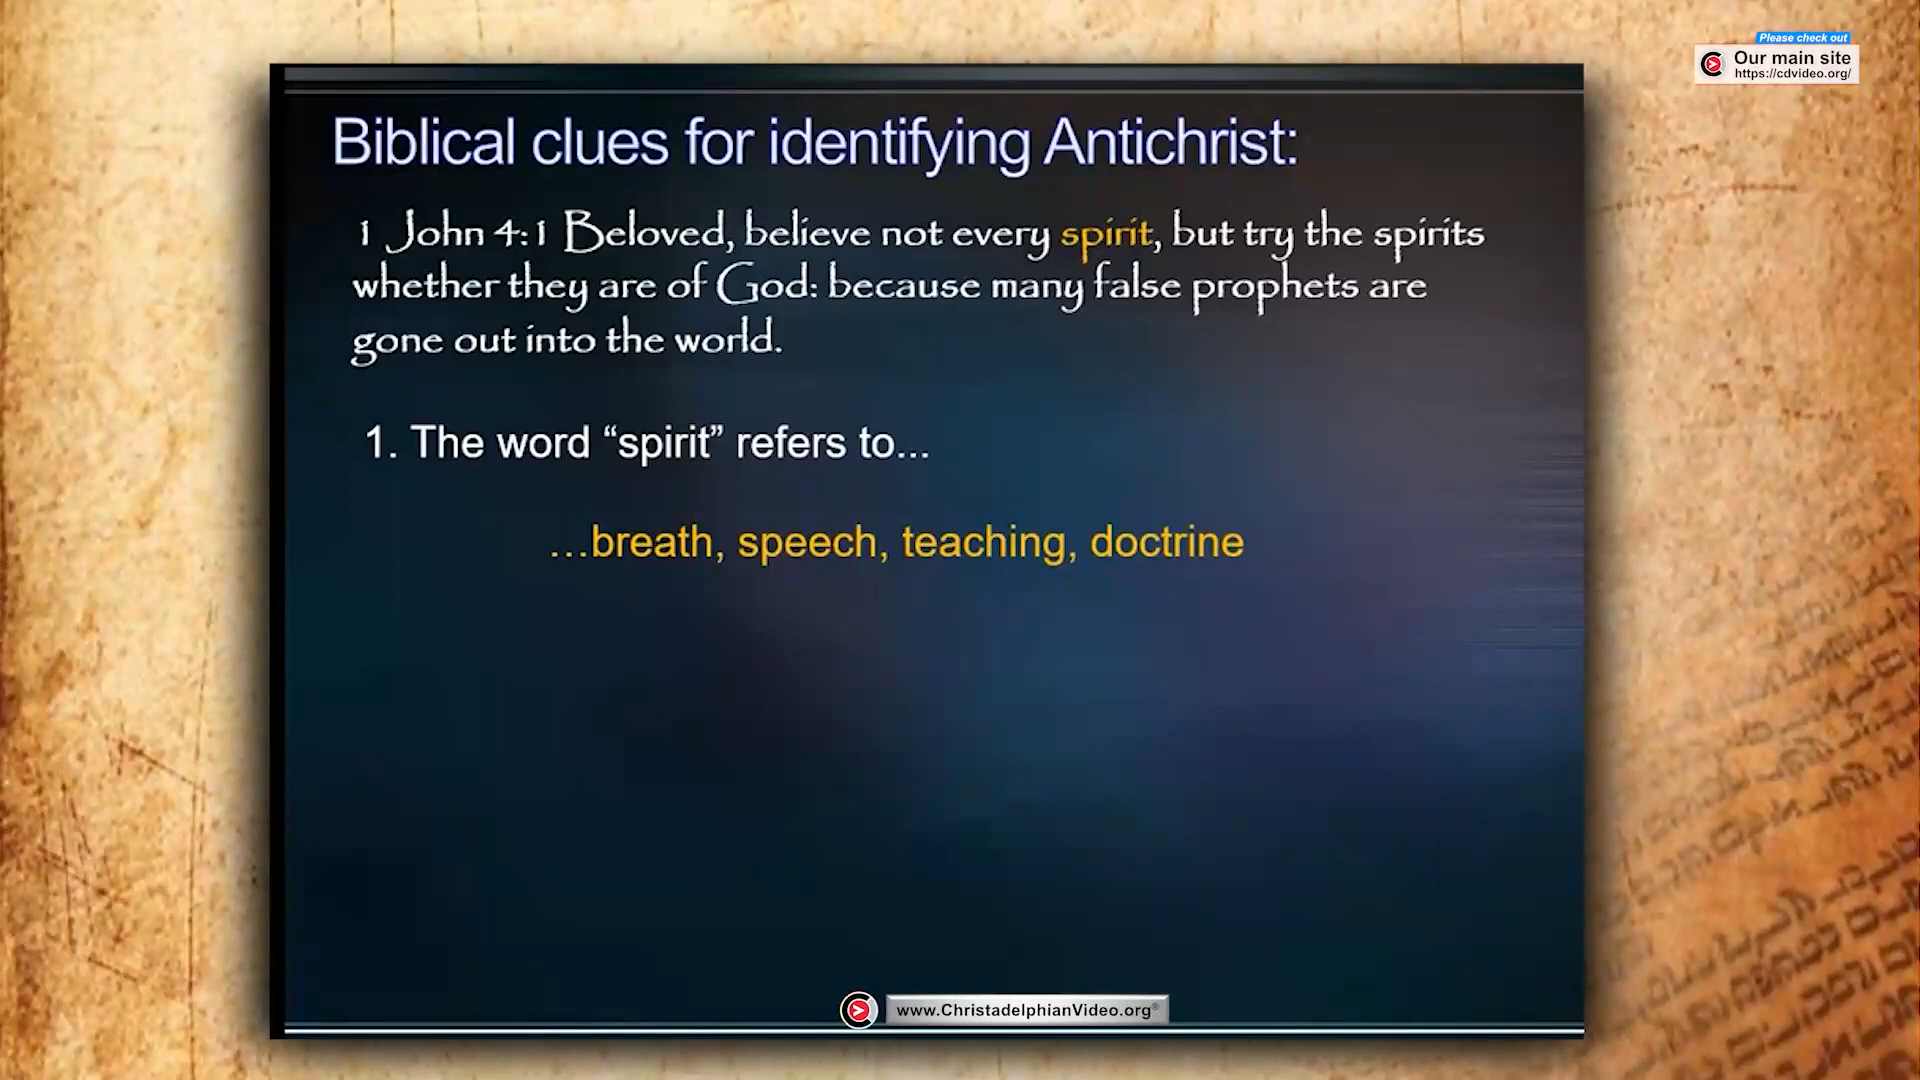 Please check out
Our main site
https://cdvideo.org/
Biblical clues for identifying Antichrist:
1 John 4:1 Beloved, believe not every spirit, but try the spirits
whether they are of God: because many false prophets are
gone out into the world.
1. The word “spirit” refers to...
...breath, speech, teaching, doctrine
www.ChristadelphianVideo.org®